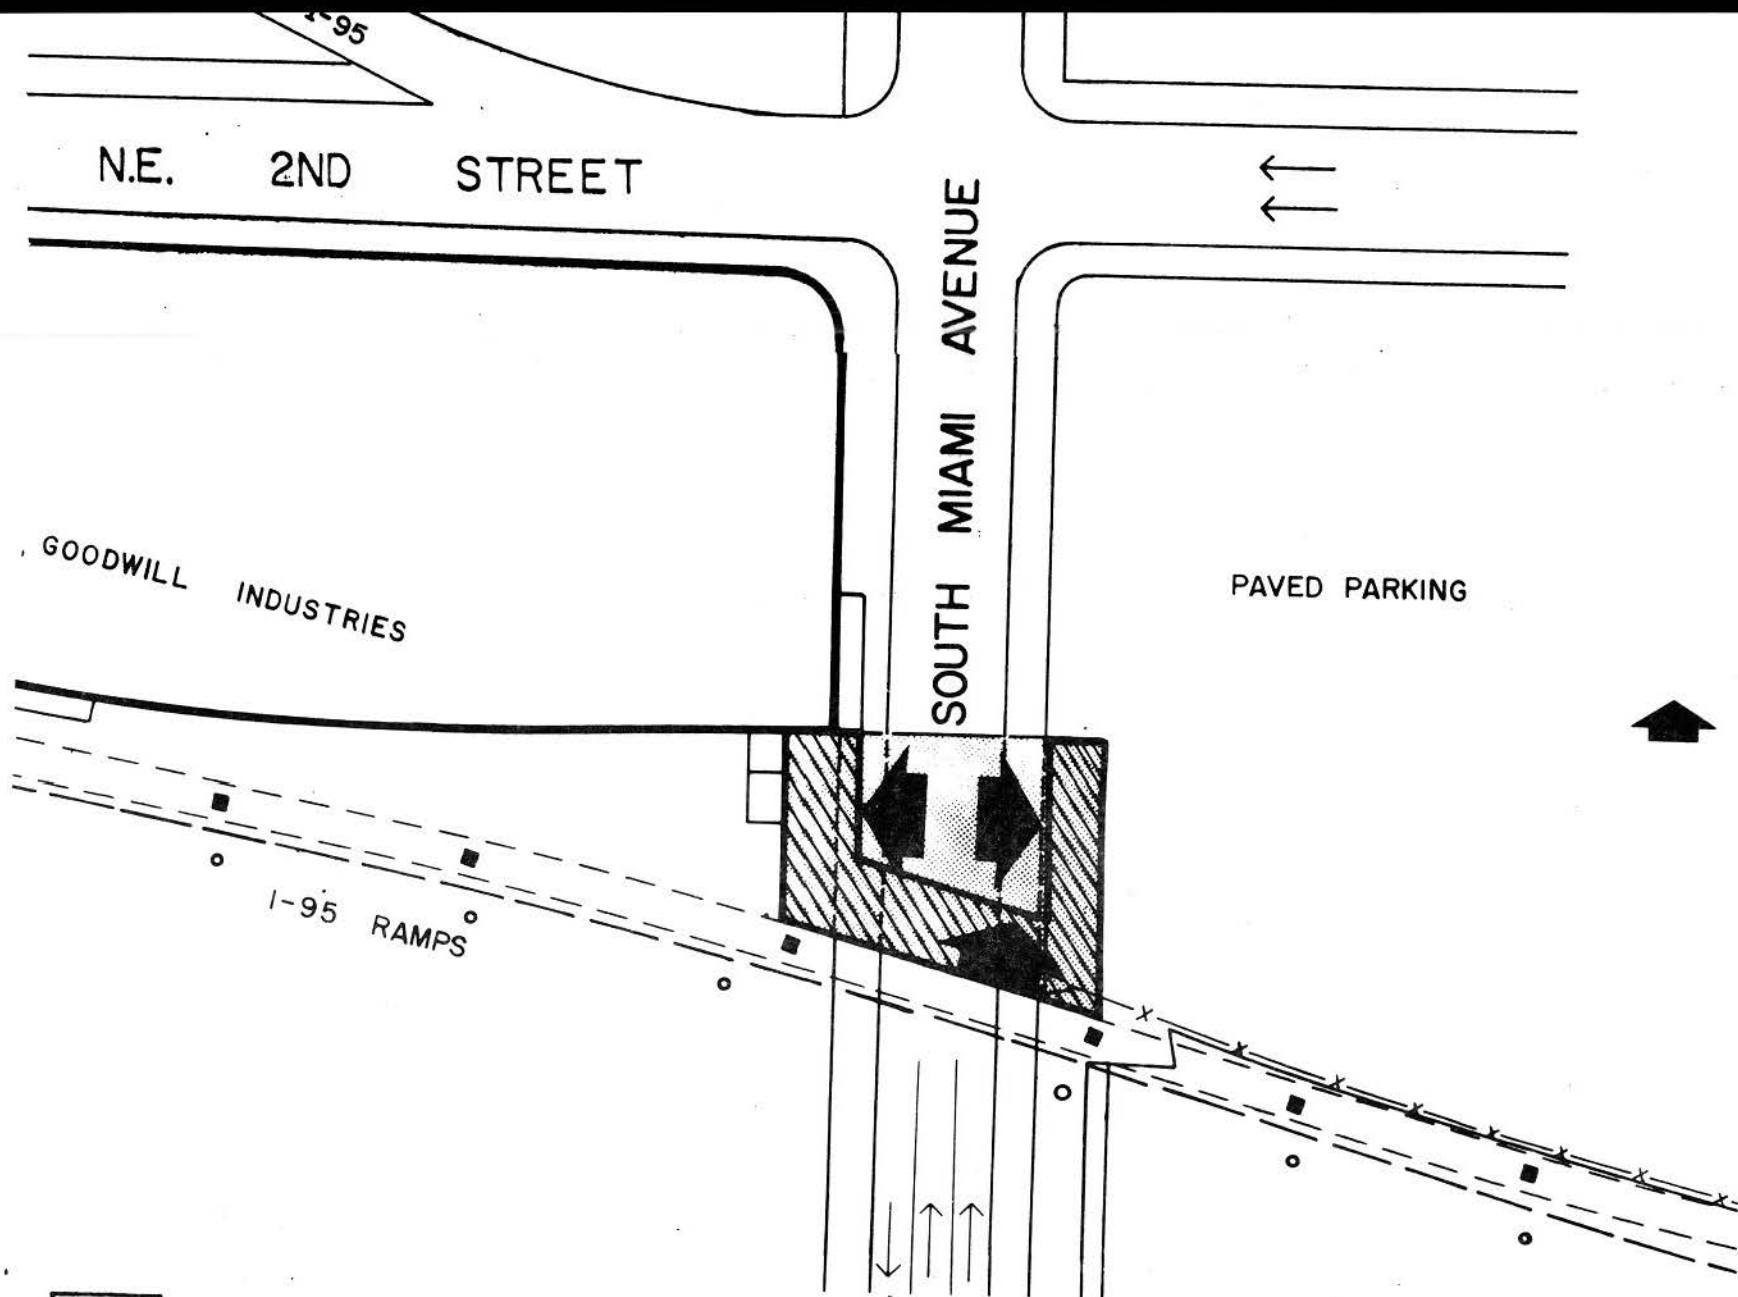 I-95
N.E. 2ND STREET
SOUTH MIAMI AVENUE
GOODWILL INDUSTRIES
PAVED PARKING
I-95 RAMPS